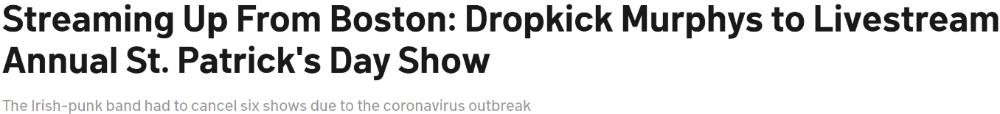 Streaming Up From Boston: Dropkick Murphys to Livestream
Annual St. Patrick's Day Show
The Irish-punk band had to cancel six shows due to the coronavirus outbreak